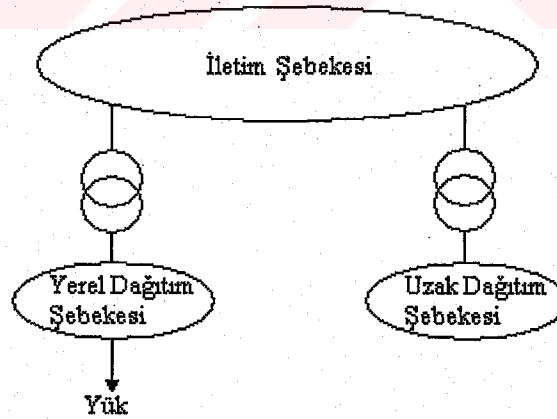 İletim Şebekesi
Yerel Dağıtım
Şebekesi
Uzak Dağıtım
Şebekesi
Yük